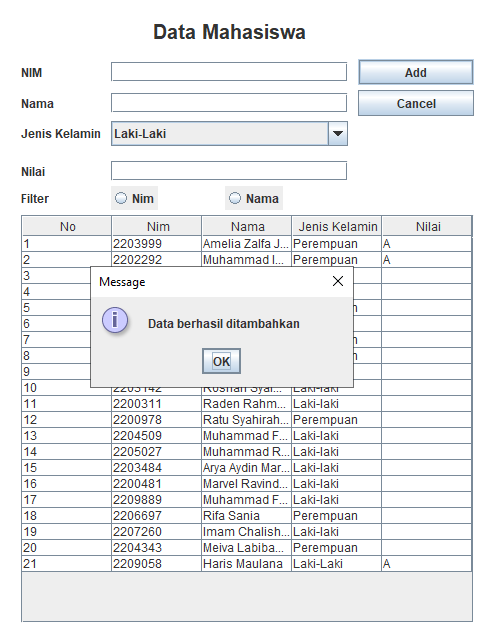 Data Mahasiswa
NIM Add
Nama Cancel
Jenis Kelamin Laki-Laki
Nilai
Filter Nim Nama
No Nim Nama Jenis Kelamin Nilai
1 2203999 Amelia Zalfa J... Perempuan A
2 2202292 Muhammad I... Perempuan A
3
4
5
6
7
8
9
Message
Data berhasil ditambahkan
OK
10 2203142 Roshan Syai... Laki-laki
11 2200311 Raden Rahm... Laki-laki
12 2200978 Ratu Syahirah... Perempuan
13 2204509 Muhammad F... Laki-laki
14 2205027 Muhammad R... Laki-laki
15 2203484 Arya Aydin Mar... Laki-laki
16 2200481 Marvel Ravind... Laki-laki
17 2209889 Muhammad F... Laki-laki
18 2206697 Rifa Sania Perempuan
19 2207260 Imam Chalish... Laki-laki
20 2204343 Meiva Labiba... Perempuan
21 2209058 Haris Maulana Laki-Laki A